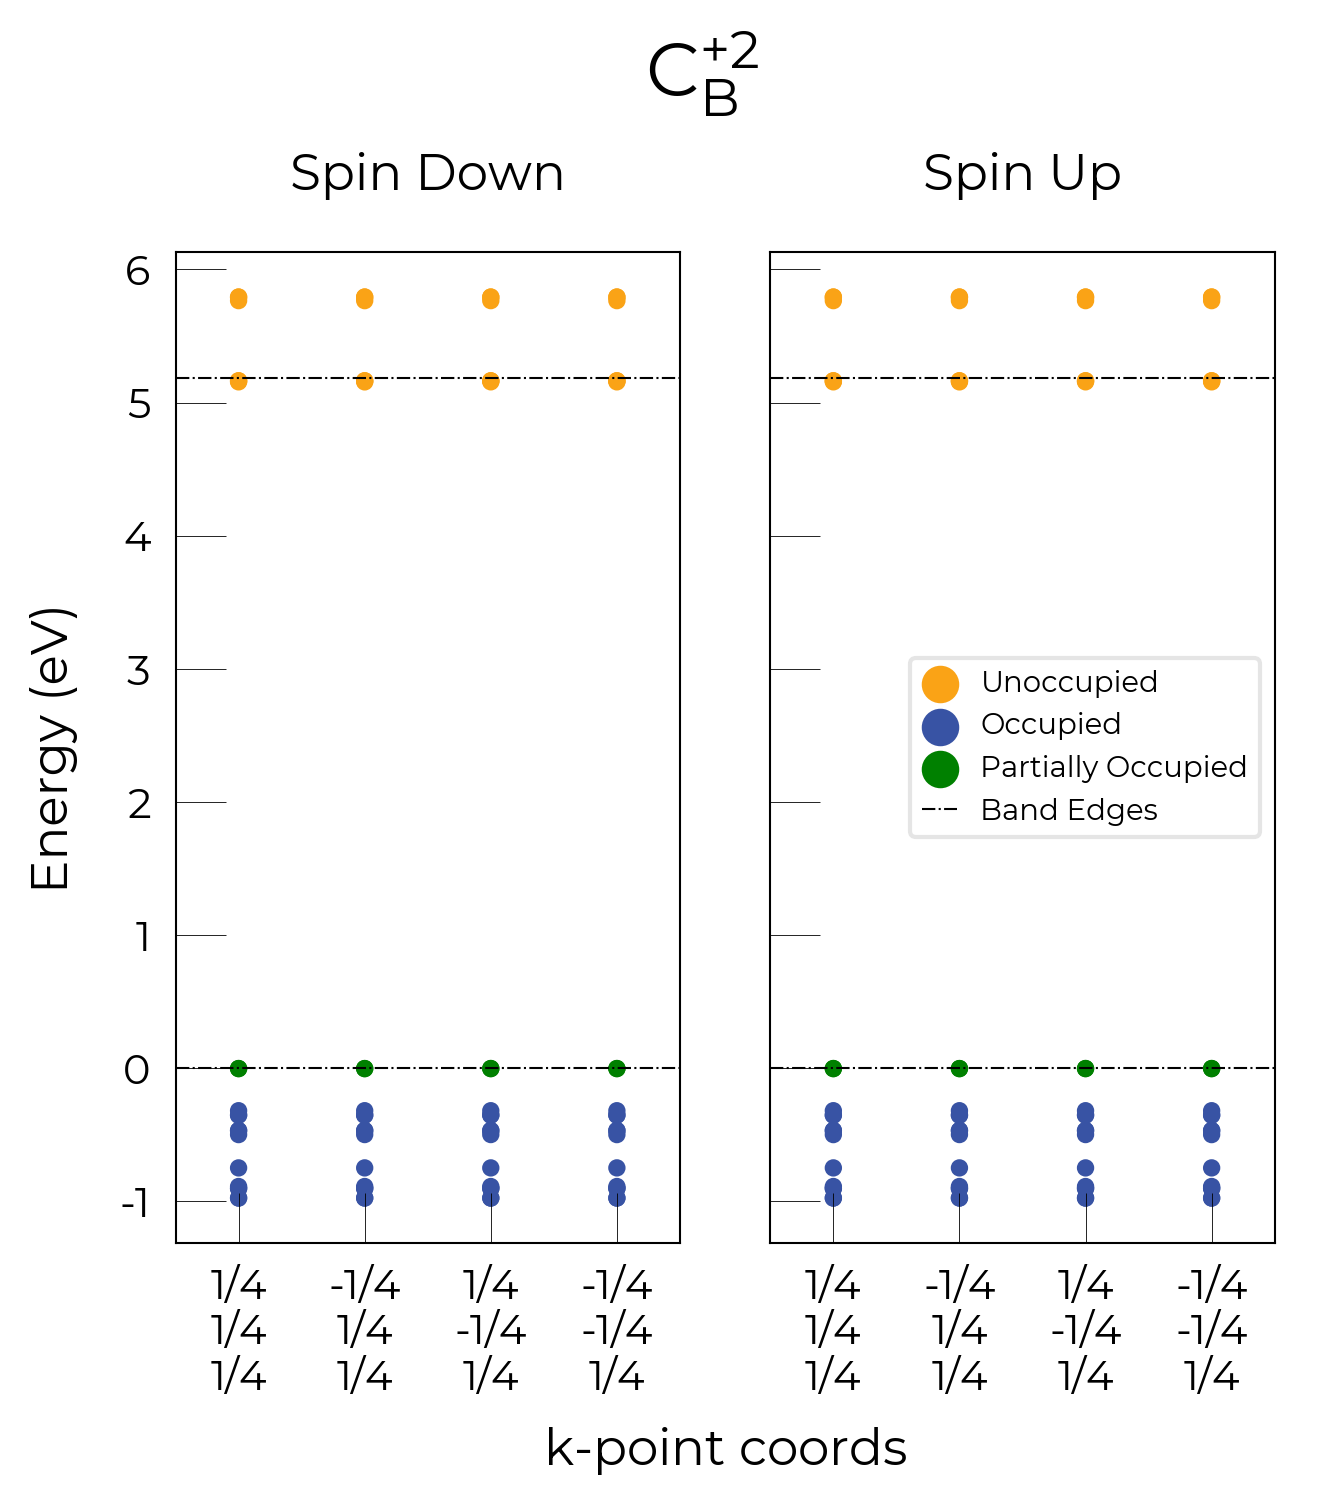 C+2B
Spin Down
Spin Up
6
5
4
3
2
1
0
-1
Energy (eV)
Unoccupied
Occupied
Partially Occupied
Band Edges
1/4 -1/4 1/4 -1/4
1/4 1/4 -1/4 -1/4
1/4 1/4 1/4 1/4
1/4 -1/4 1/4 -1/4
1/4 1/4 -1/4 -1/4
1/4 1/4 1/4 1/4
k-point coords